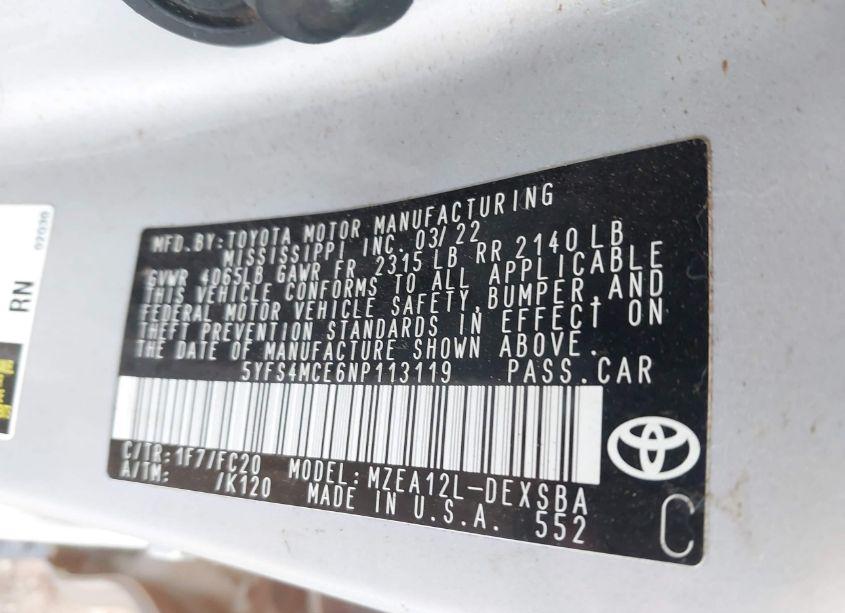 MFD. BY: TOYOTA MOTOR MANUFACTURING
MISSISSIPPI INC. 03/22
GVWR 4065LB GAWR FR 2315 LB RR 2140 LB
THIS VEHICLE CONFORMS TO ALL APPLICABLE
FEDERAL MOTOR VEHICLE SAFETY, BUMPER, AND
THEFT PREVENTION STANDARDS IN EFFECT ON
THE DATE OF MANUFACTURE SHOWN ABOVE.
5YFS4MCE6NP113119 PASS.CAR
C/TR: 1F7/FC20 MODEL: MZEA12L-DEXSBA
A/TM: /K120 MADE IN U.S.A. 552
C
RN
02030